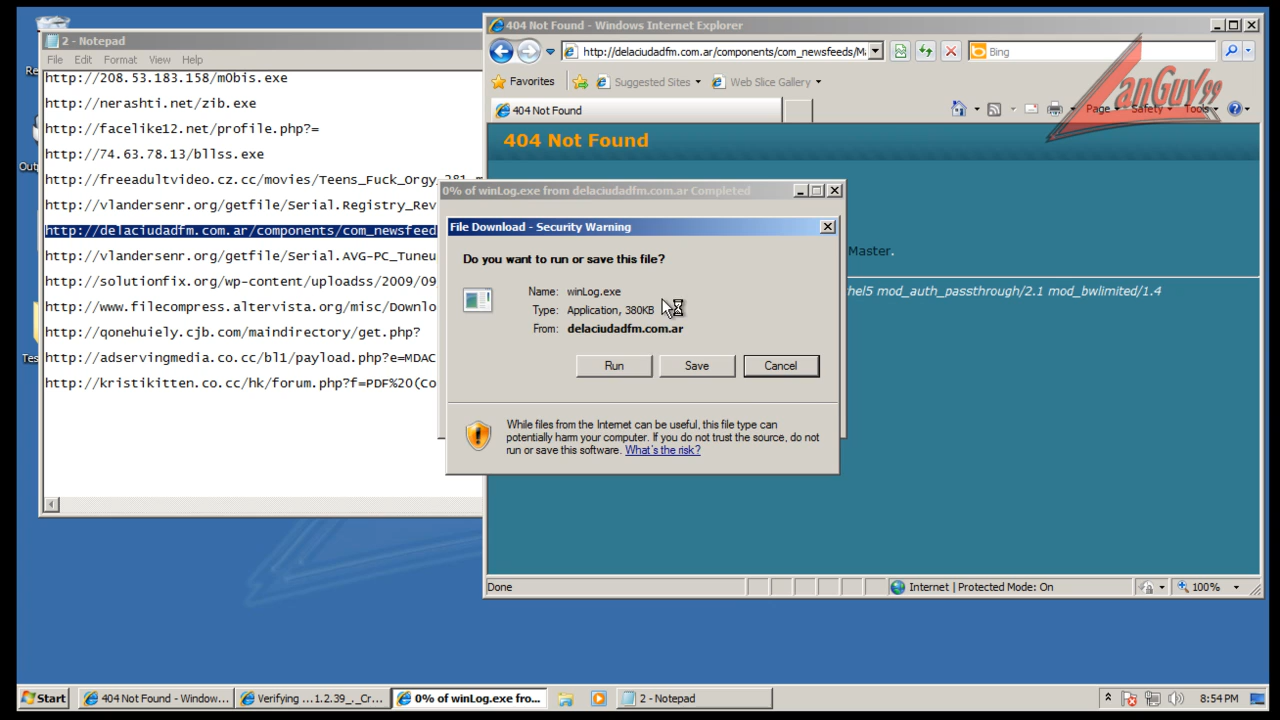 2 - Notepad
File Edit Format View Help
http://208.53.183.158/m0bis.exe
http://nerashti.net/zib.exe
http://facelike12.net/profile.php?=
http://74.63.78.13/bllss.exe
http://freeadultvideo.cz.cc/movies/Teens_Fuck_Orgy_281_m
http://vlandersenr.org/getfile/Serial.Registry_Rev
http://delaciudadfm.com.ar/components/com_newsfeed
http://vlandersenr.org/getfile/Serial.AVG-PC_Tuneu
http://solutionfix.org/wp-content/uploadss/2009/09
http://www.filecompress.altervista.org/misc/Downlo
http://qonehuiely.cjb.com/maindirectory/get.php?
http://adservingmedia.co.cc/bl1/payload.php?e=MDAC
http://kristikitten.co.cc/hk/forum.php?f=PDF%20(Co
404 Not Found - Windows Internet Explorer
http://delaciudadfm.com.ar/components/com_newsfeeds/M
Bing
Favorites Suggested Sites Web Slice Gallery
404 Not Found
Page Safety Tools
anGuy99
404 Not Found
Master.
hel5 mod_auth_passthrough/2.1 mod_bwlimited/1.4
0% of winLog.exe from delaciudadfm.com.ar Completed
File Download - Security Warning
Do you want to run or save this file?
Name: winLog.exe
Type: Application, 380KB
From: delaciudadfm.com.ar
Run Save Cancel
While files from the Internet can be useful, this file type can
potentially harm your computer. If you do not trust the source, do not
run or save this software. What's the risk?
Done Internet | Protected Mode: On 100%
Start 404 Not Found - Window... Verifying ...1.2.39_._Cr... 0% of winLog.exe fro... 2 - Notepad 8:54 PM